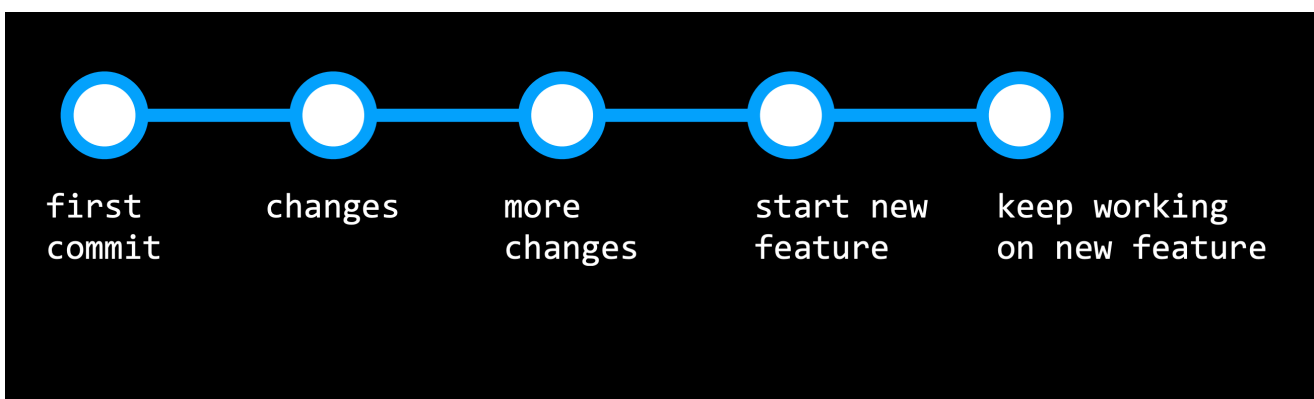 first
commit
changes
more
changes
start new
feature
keep working
on new feature